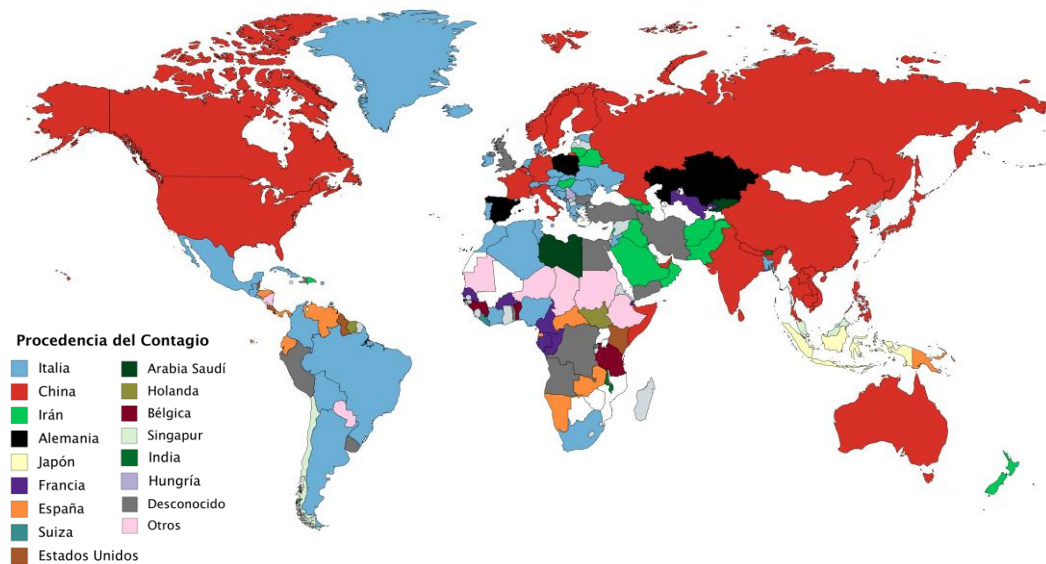 Procedencia del Contagio
Italia
China
Irán
Alemania
Japón
Francia
España
Suiza
Estados Unidos
Arabia Saudí
Holanda
Bélgica
Singapur
India
Hungría
Desconocido
Otros